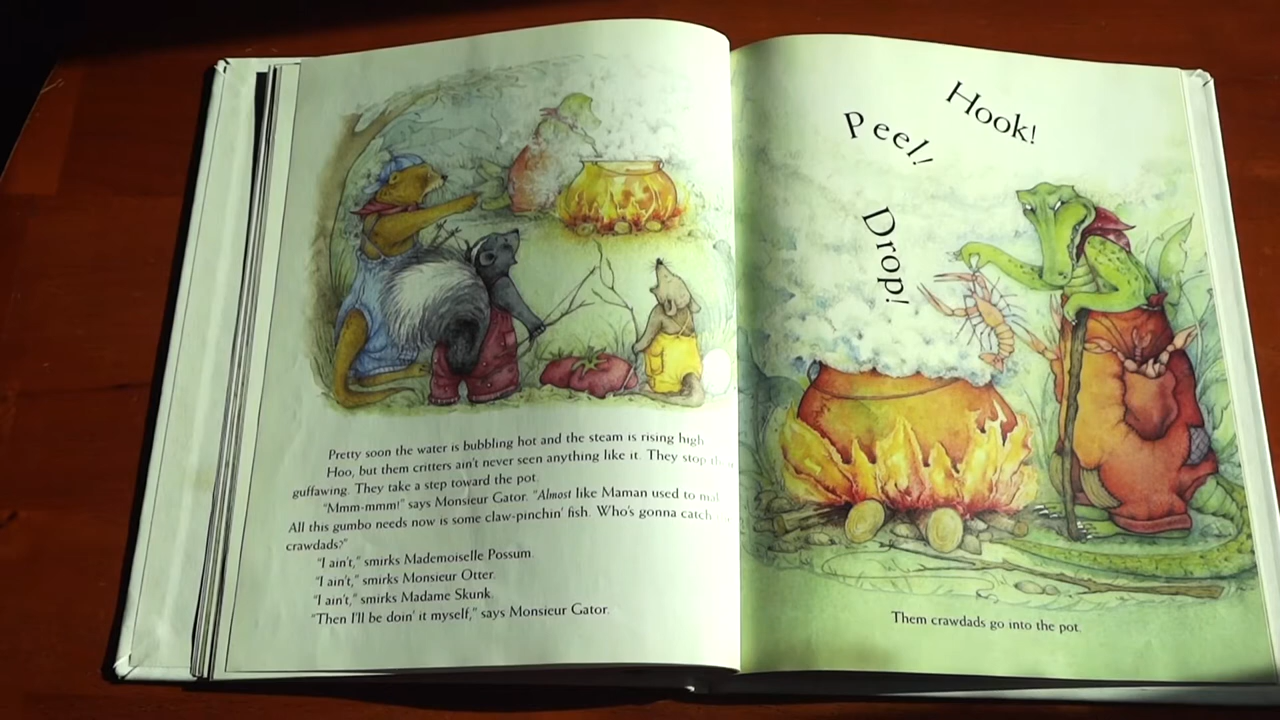 Pretty soon the water is bubbling hot and the steam is rising high
Hoo, but them critters ain't never seen anything like it. They stop
guffawing. They take a step toward the pot.
"Mmm-mmm!" says Monsieur Gator. "Almost like Maman used to
All this gumbo needs now is some claw-pinchin' fish. Who's gonna catch
crawdads?"
"I ain't," smirks Mademoiselle Possum.
"I ain't," smirks Monsieur Otter.
"I ain't," smirks Madame Skunk.
"Then I'll be doin' it myself," says Monsieur Gator.
Hook!
Peel!
Drop!
Them crawdads go into the pot.